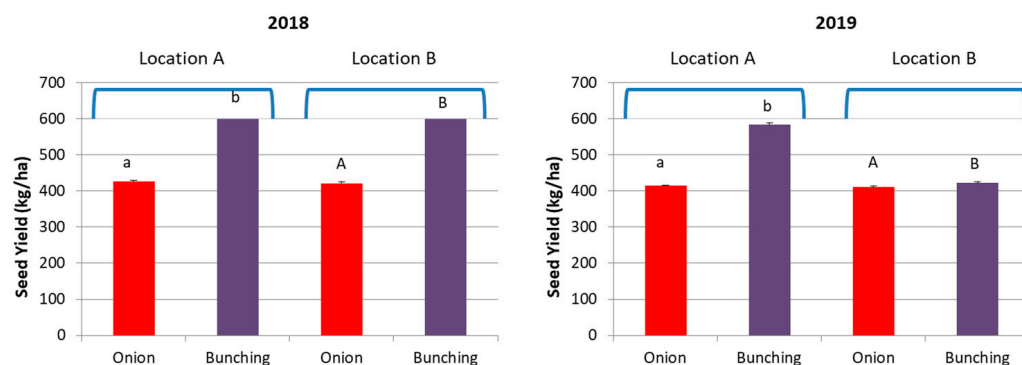 2018
Location A
Location B
Seed Yield (kg/ha)
700
600
500
400
300
200
100
0
a
b
A
B
Onion
Bunching
Onion
Bunching
2019
Location A
Location B
Seed Yield (kg/ha)
700
600
500
400
300
200
100
0
a
b
A
B
Onion
Bunching
Onion
Bunching